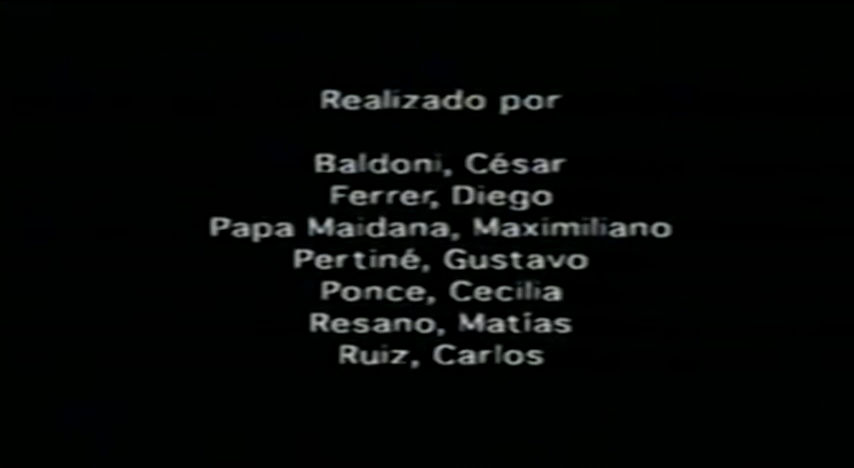 Realizado por
Baldoni, César
Ferrer, Diego
Papa Maidana, Maximiliano
Pertiné, Gustavo
Ponce, Cecilia
Resano, Matías
Ruiz, Carlos